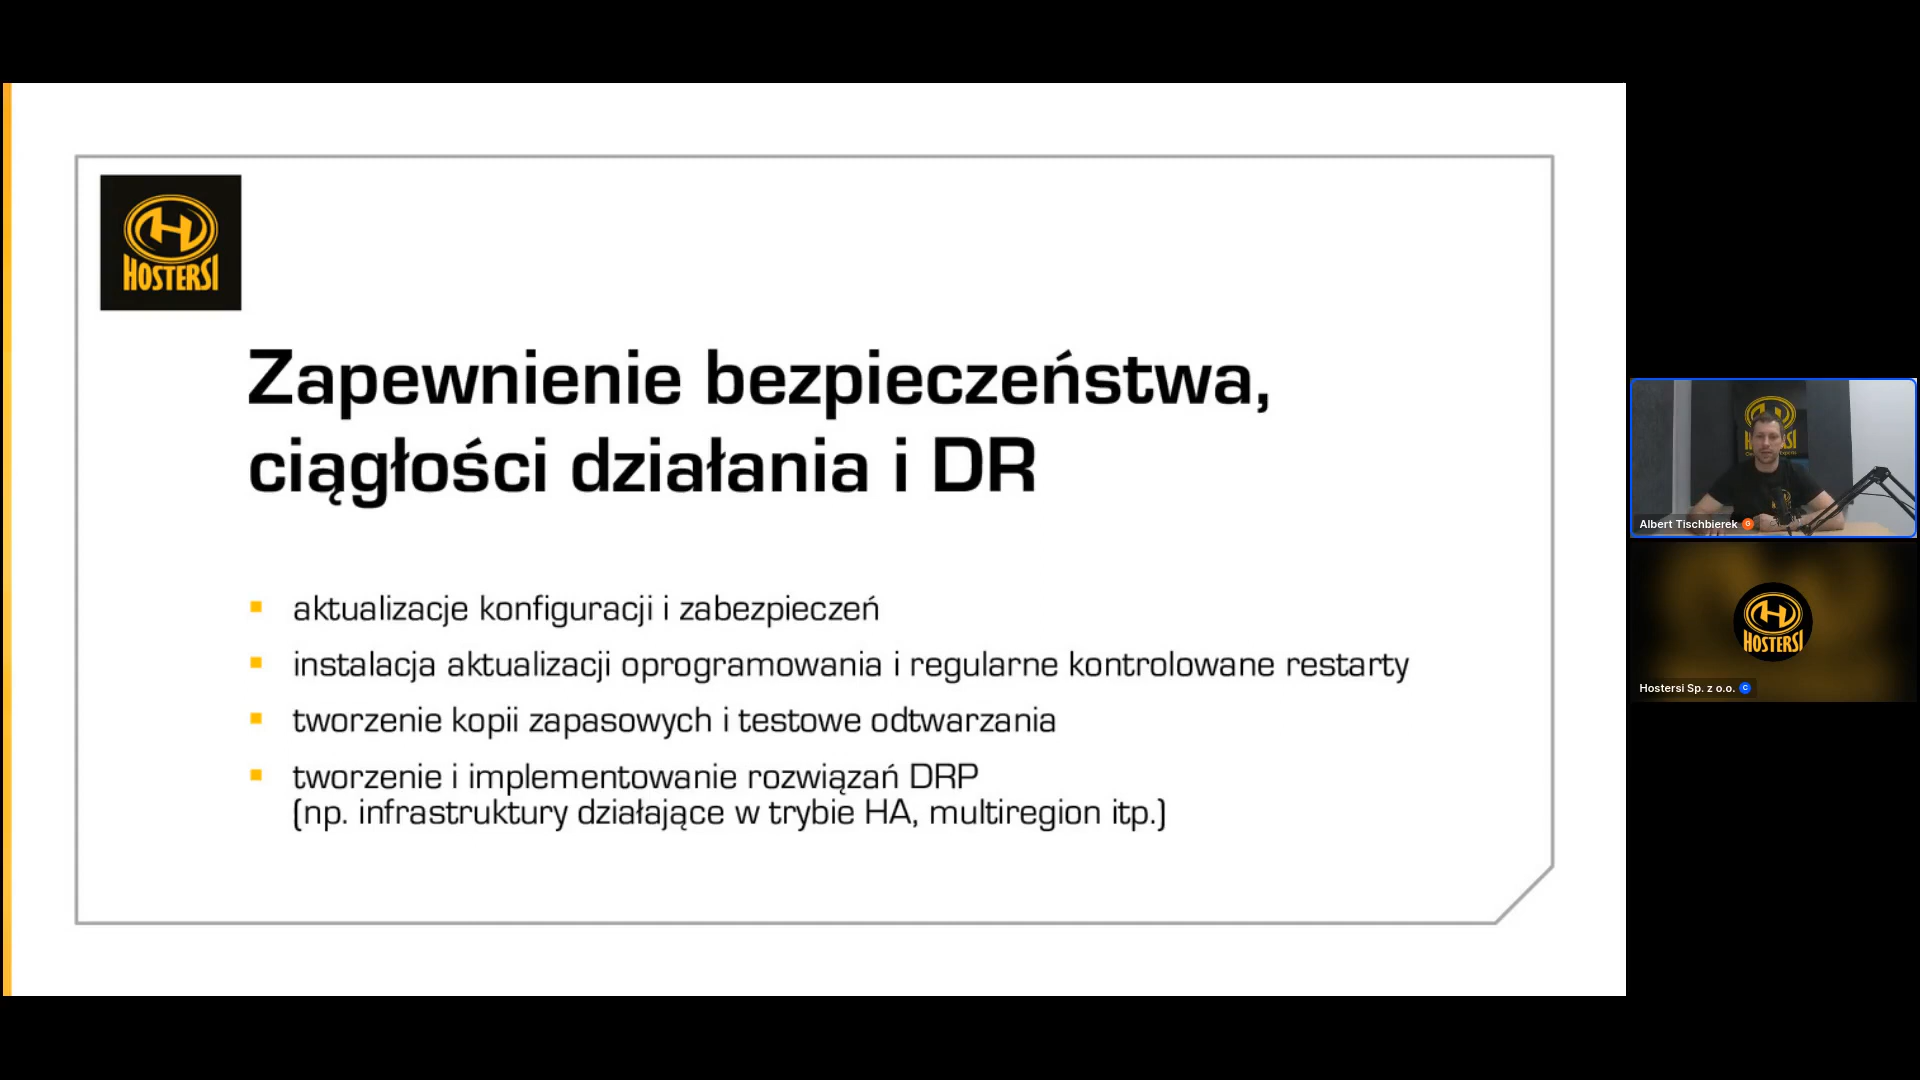 HOSTERSI
Zapewnienie bezpieczeństwa,
ciągłości działania i DR
aktualizacje konfiguracji i zabezpieczeń
instalacja aktualizacji oprogramowania i regularne kontrolowane restarty
tworzenie kopii zapasowych i testowe odtwarzania
tworzenie i implementowanie rozwiązań DRP
(np. infrastruktury działające w trybie HA, multiregion itp.)
Albert Tischbierek G
HOSTERSI
Hostersi Sp. z o.o. C